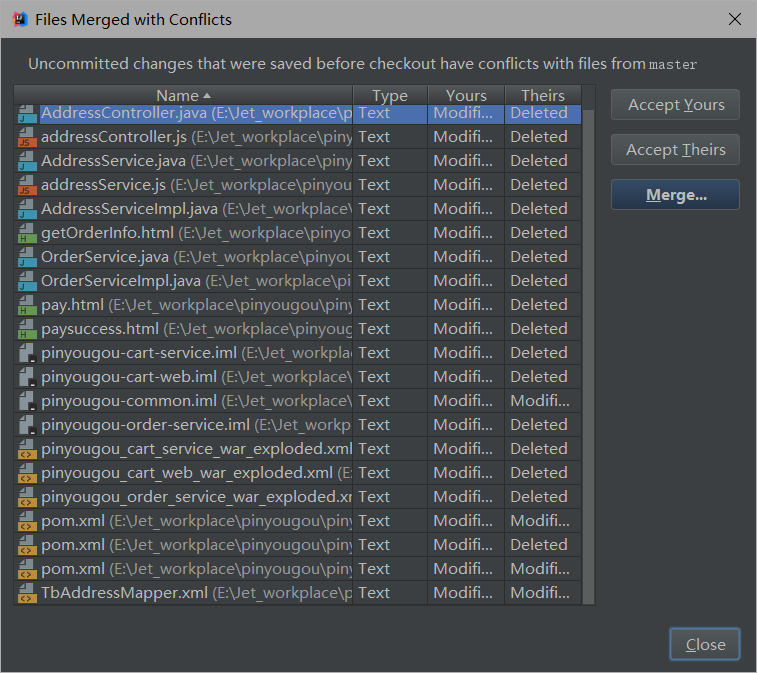 Files Merged with Conflicts
Uncommitted changes that were saved before checkout have conflicts with files from master
Name Type Yours Theirs
AddressController.java (E:\Jet_workplace\p Text Modifi... Deleted
addressController.js (E:\Jet_workplace\piny Text Modifi... Deleted
AddressService.java (E:\Jet_workplace\piny Text Modifi... Deleted
addressService.js (E:\Jet_workplace\pinyou Text Modifi... Deleted
AddressServiceImpl.java (E:\Jet_workplace\ Text Modifi... Deleted
getOrderInfo.html (E:\Jet_workplace\pinyo Text Modifi... Deleted
OrderService.java (E:\Jet_workplace\pinyou Text Modifi... Deleted
OrderServiceImpl.java (E:\Jet_workplace\pi Text Modifi... Deleted
pay.html (E:\Jet_workplace\pinyougou\piny Text Modifi... Deleted
paysuccess.html (E:\Jet_workplace\pinyoug Text Modifi... Deleted
pinyougou-cart-service.iml (E:\Jet_workpla Text Modifi... Deleted
pinyougou-cart-web.iml (E:\Jet_workplace\ Text Modifi... Deleted
pinyougou-common.iml (E:\Jet_workplace\ Text Modifi... Modifi...
pinyougou-order-service.iml (E:\Jet_workp Text Modifi... Deleted
pinyougou_cart_service_war_exploded.xml Text Modifi... Deleted
pinyougou_cart_web_war_exploded.xml (E: Text Modifi... Deleted
pinyougou_order_service_war_exploded.xr Text Modifi... Deleted
pom.xml (E:\Jet_workplace\pinyougou\piny Text Modifi... Modifi...
pom.xml (E:\Jet_workplace\pinyougou\piny Text Modifi... Deleted
pom.xml (E:\Jet_workplace\pinyougou\piny Text Modifi... Modifi...
TbAddressMapper.xml (E:\Jet_workplace\p Text Modifi... Modifi...
Accept Yours
Accept Theirs
Merge...
Close